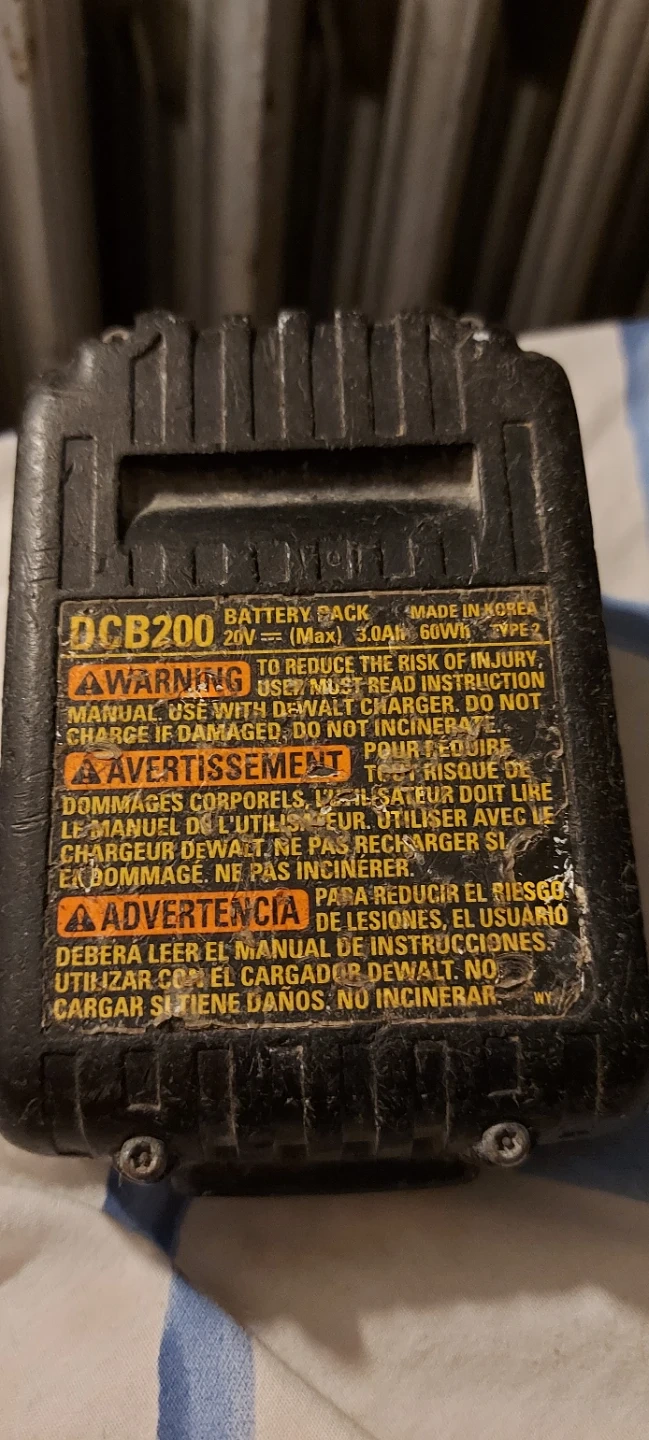 DCB200 BATTERY PACK MADE IN KOREA
20V ⎓ (Max) 3.0Ah 60Wh TYPE 2
WARNING TO REDUCE THE RISK OF INJURY,
USER MUST READ INSTRUCTION
MANUAL. USE WITH DEWALT CHARGER. DO NOT
CHARGE IF DAMAGED, DO NOT INCINERATE.
AVERTISSEMENT POUR REDUIRE
TOUT RISQUE DE
DOMMAGES CORPORELS, L'UTILISATEUR DOIT LIRE
LE MANUEL DE L'UTILISATEUR. UTILISER AVEC LE
CHARGEUR DEWALT. NE PAS RECHARGER SI
ENDOMMAGÉ. NE PAS INCINÉRER.
ADVERTENCIA PARA REDUCIR EL RIESGO
DE LESIONES, EL USUARIO
DEBERÁ LEER EL MANUAL DE INSTRUCCIONES.
UTILIZAR CON EL CARGADOR DEWALT. NO
CARGAR SI TIENE DAÑOS. NO INCINERAR. WY